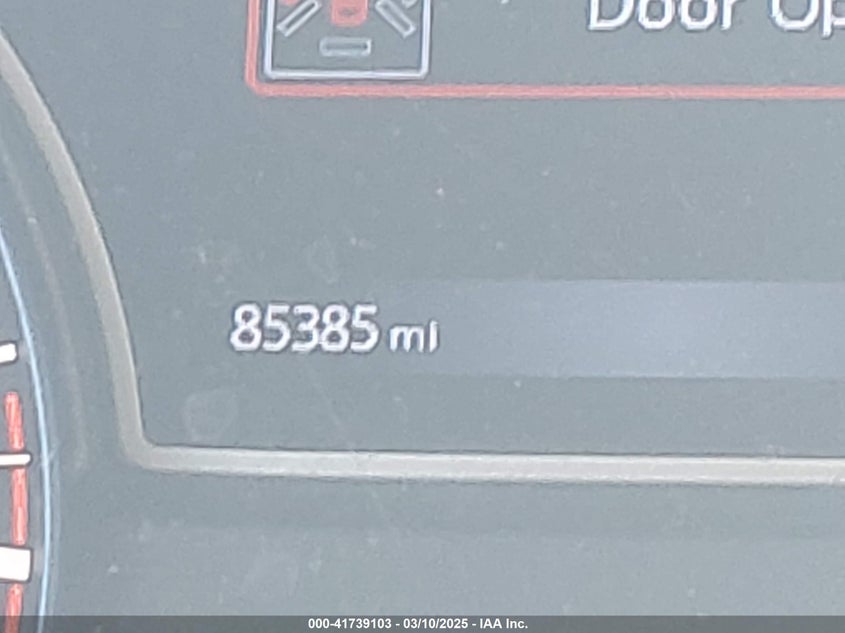 Door Op
85385 mi
000-41739103 - 03/10/2025 - IAA Inc.